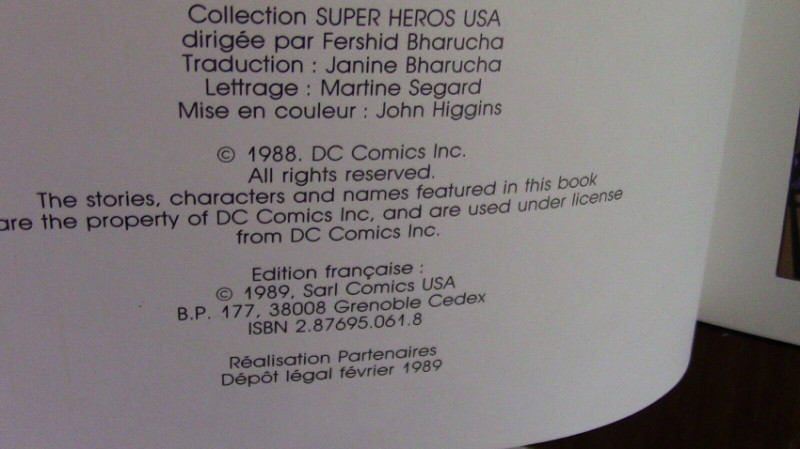 Collection SUPER HEROS USA
dirigée par Fershid Bharucha
Traduction : Janine Bharucha
Lettrage : Martine Segard
Mise en couleur : John Higgins
© 1988. DC Comics Inc.
All rights reserved.
The stories, characters and names featured in this book
are the property of DC Comics Inc, and are used under license
from DC Comics Inc.
Edition française :
© 1989, Sarl Comics USA
B.P. 177, 38008 Grenoble Cedex
ISBN 2.87695.061.8
Réalisation Partenaires
Dépôt légal février 1989